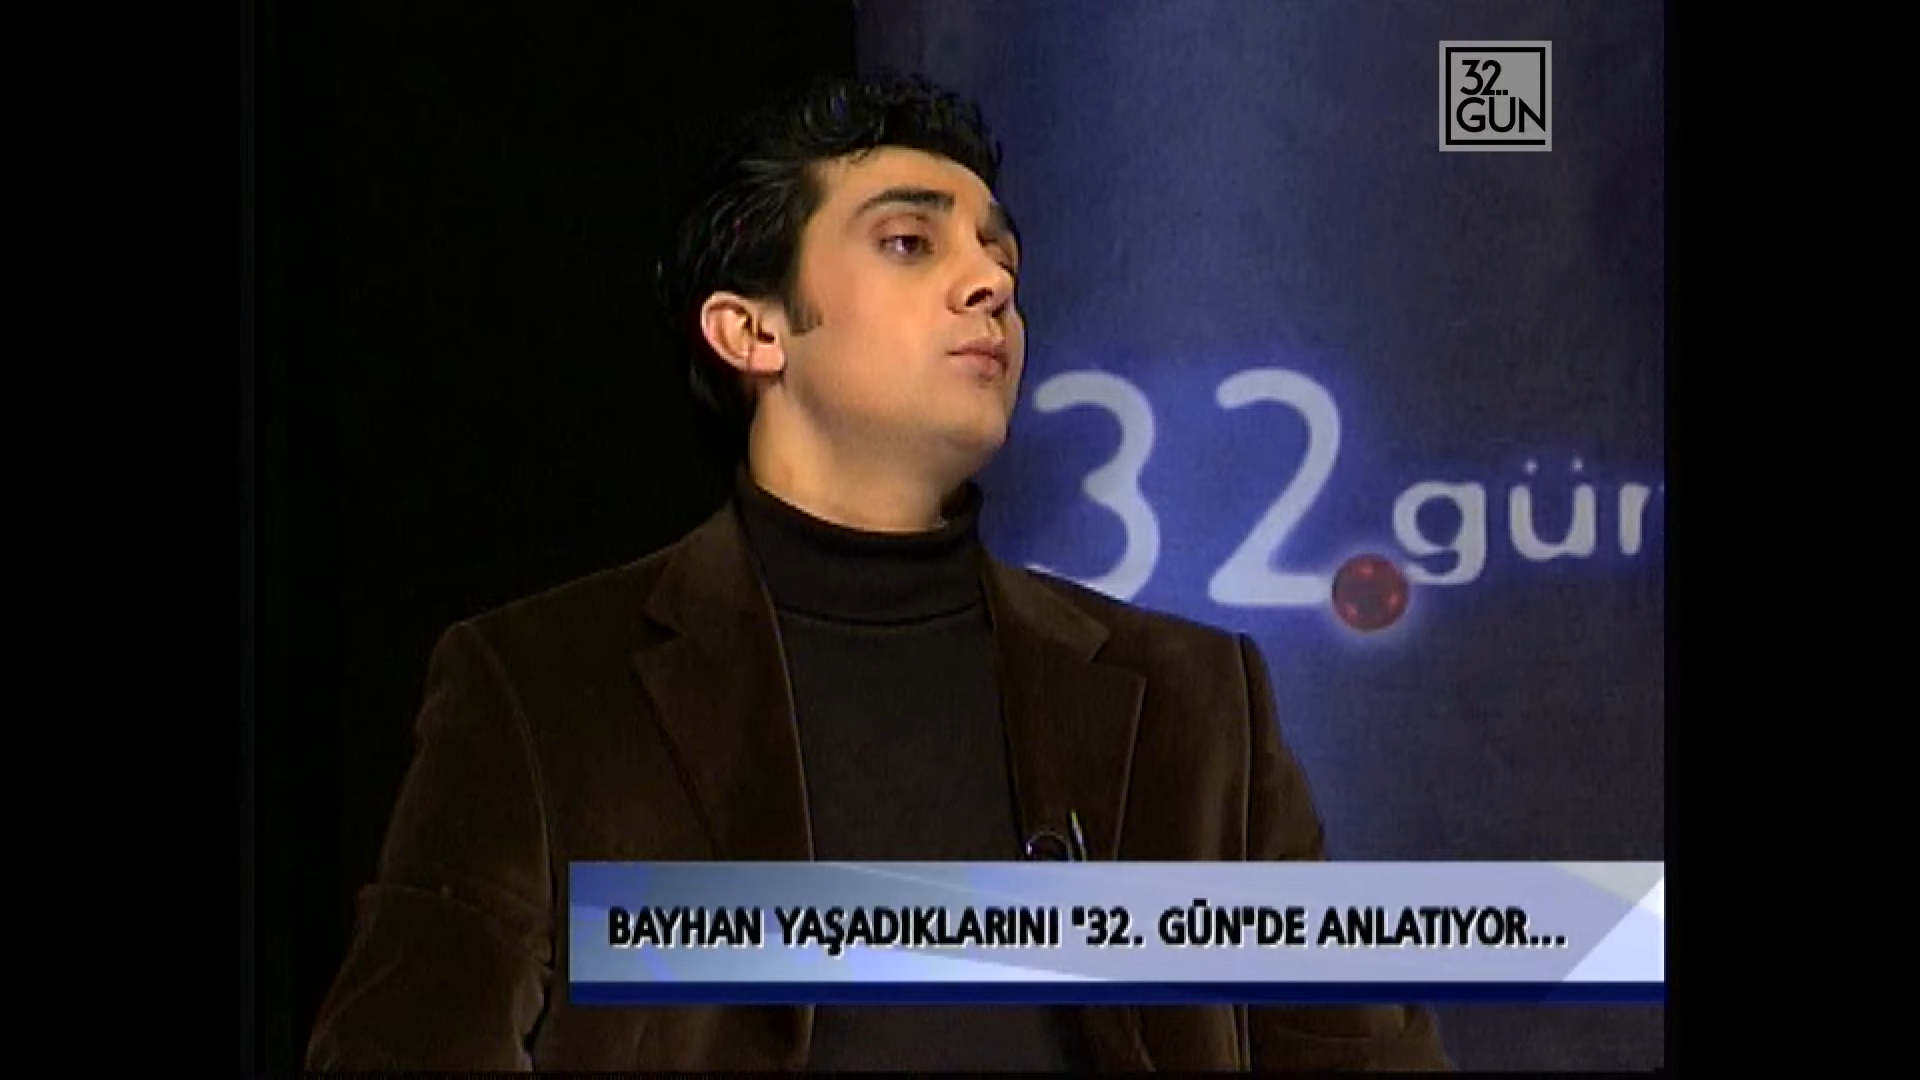 32.
GÜN
32.gün
BAYHAN YAŞADIKLARINI "32. GÜN"DE ANLATIYOR...